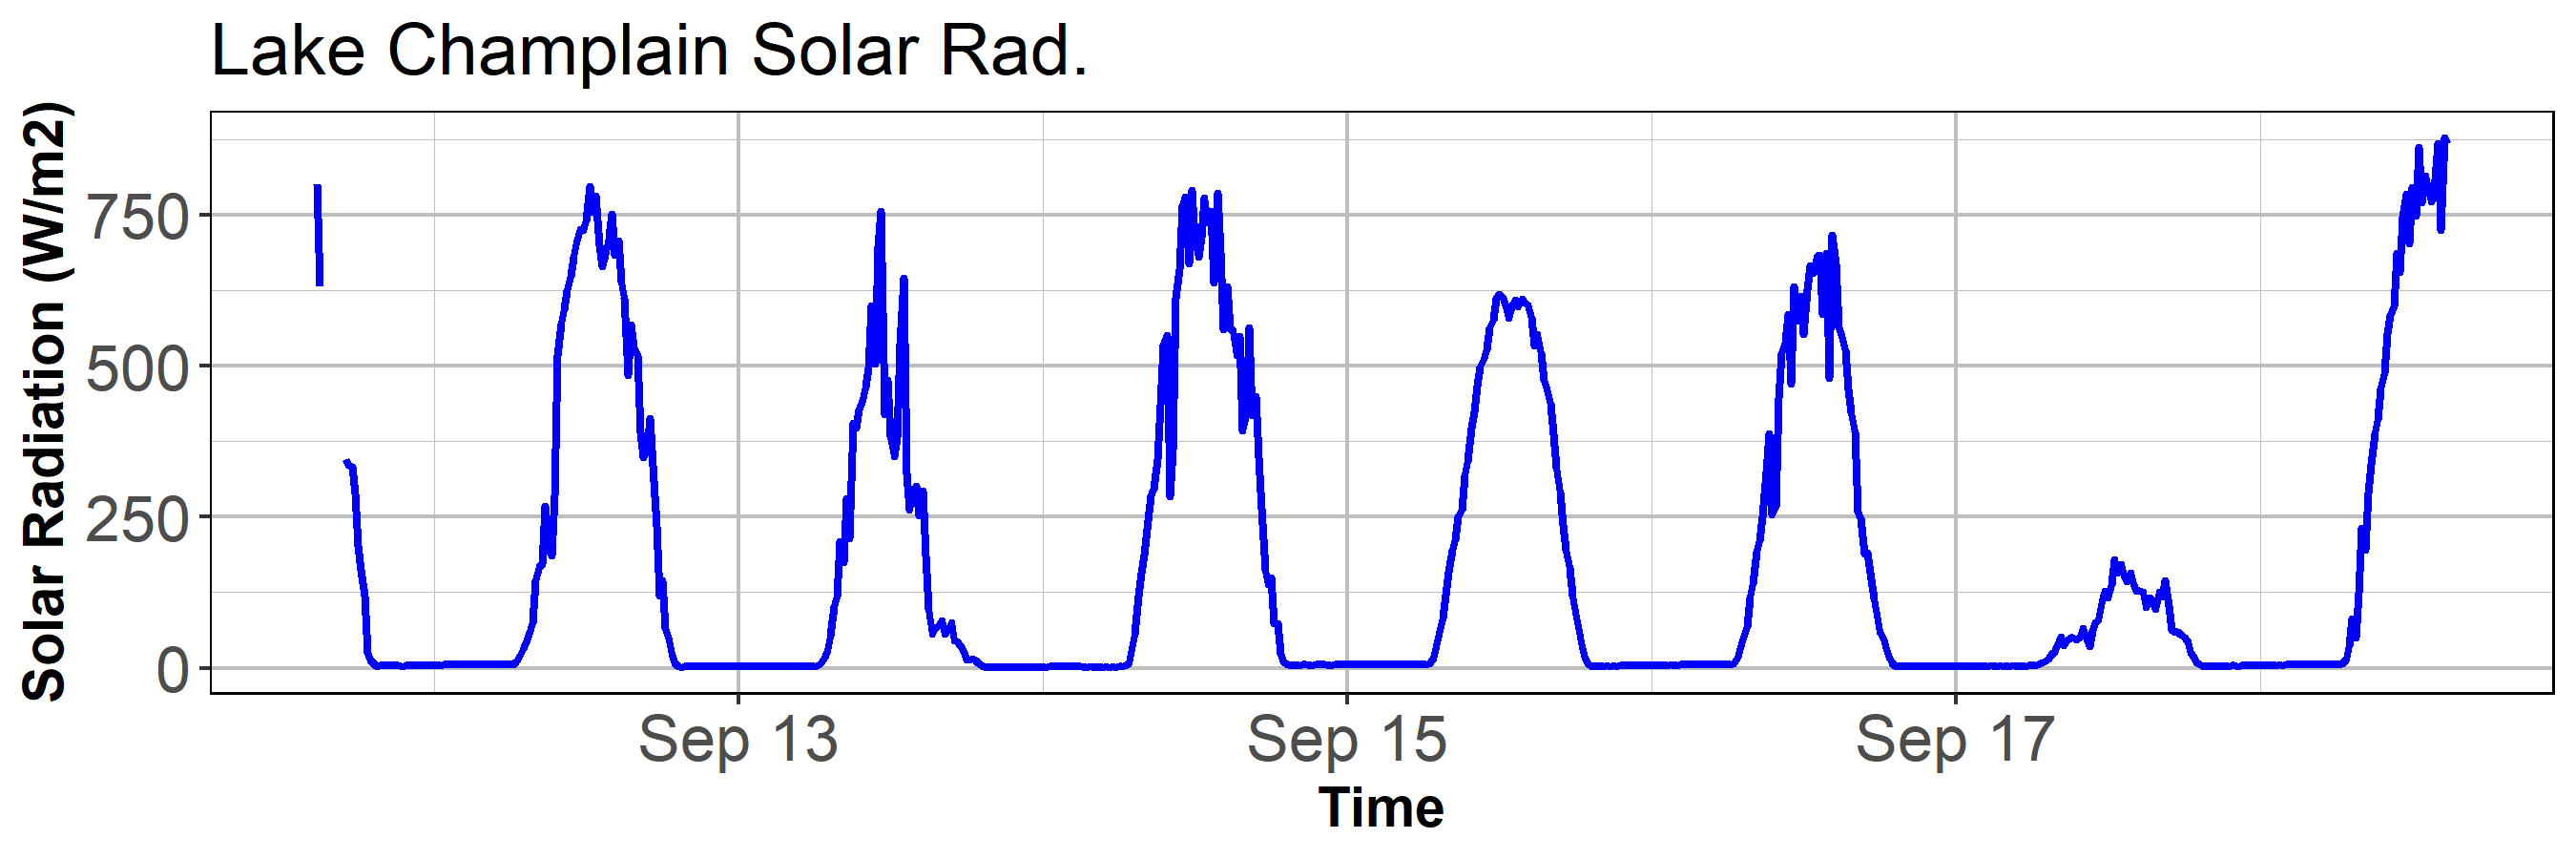 Lake Champlain Solar Rad.
Solar Radiation (W/m2)
750
500
250
0
Sep 13
Sep 15
Sep 17
Time